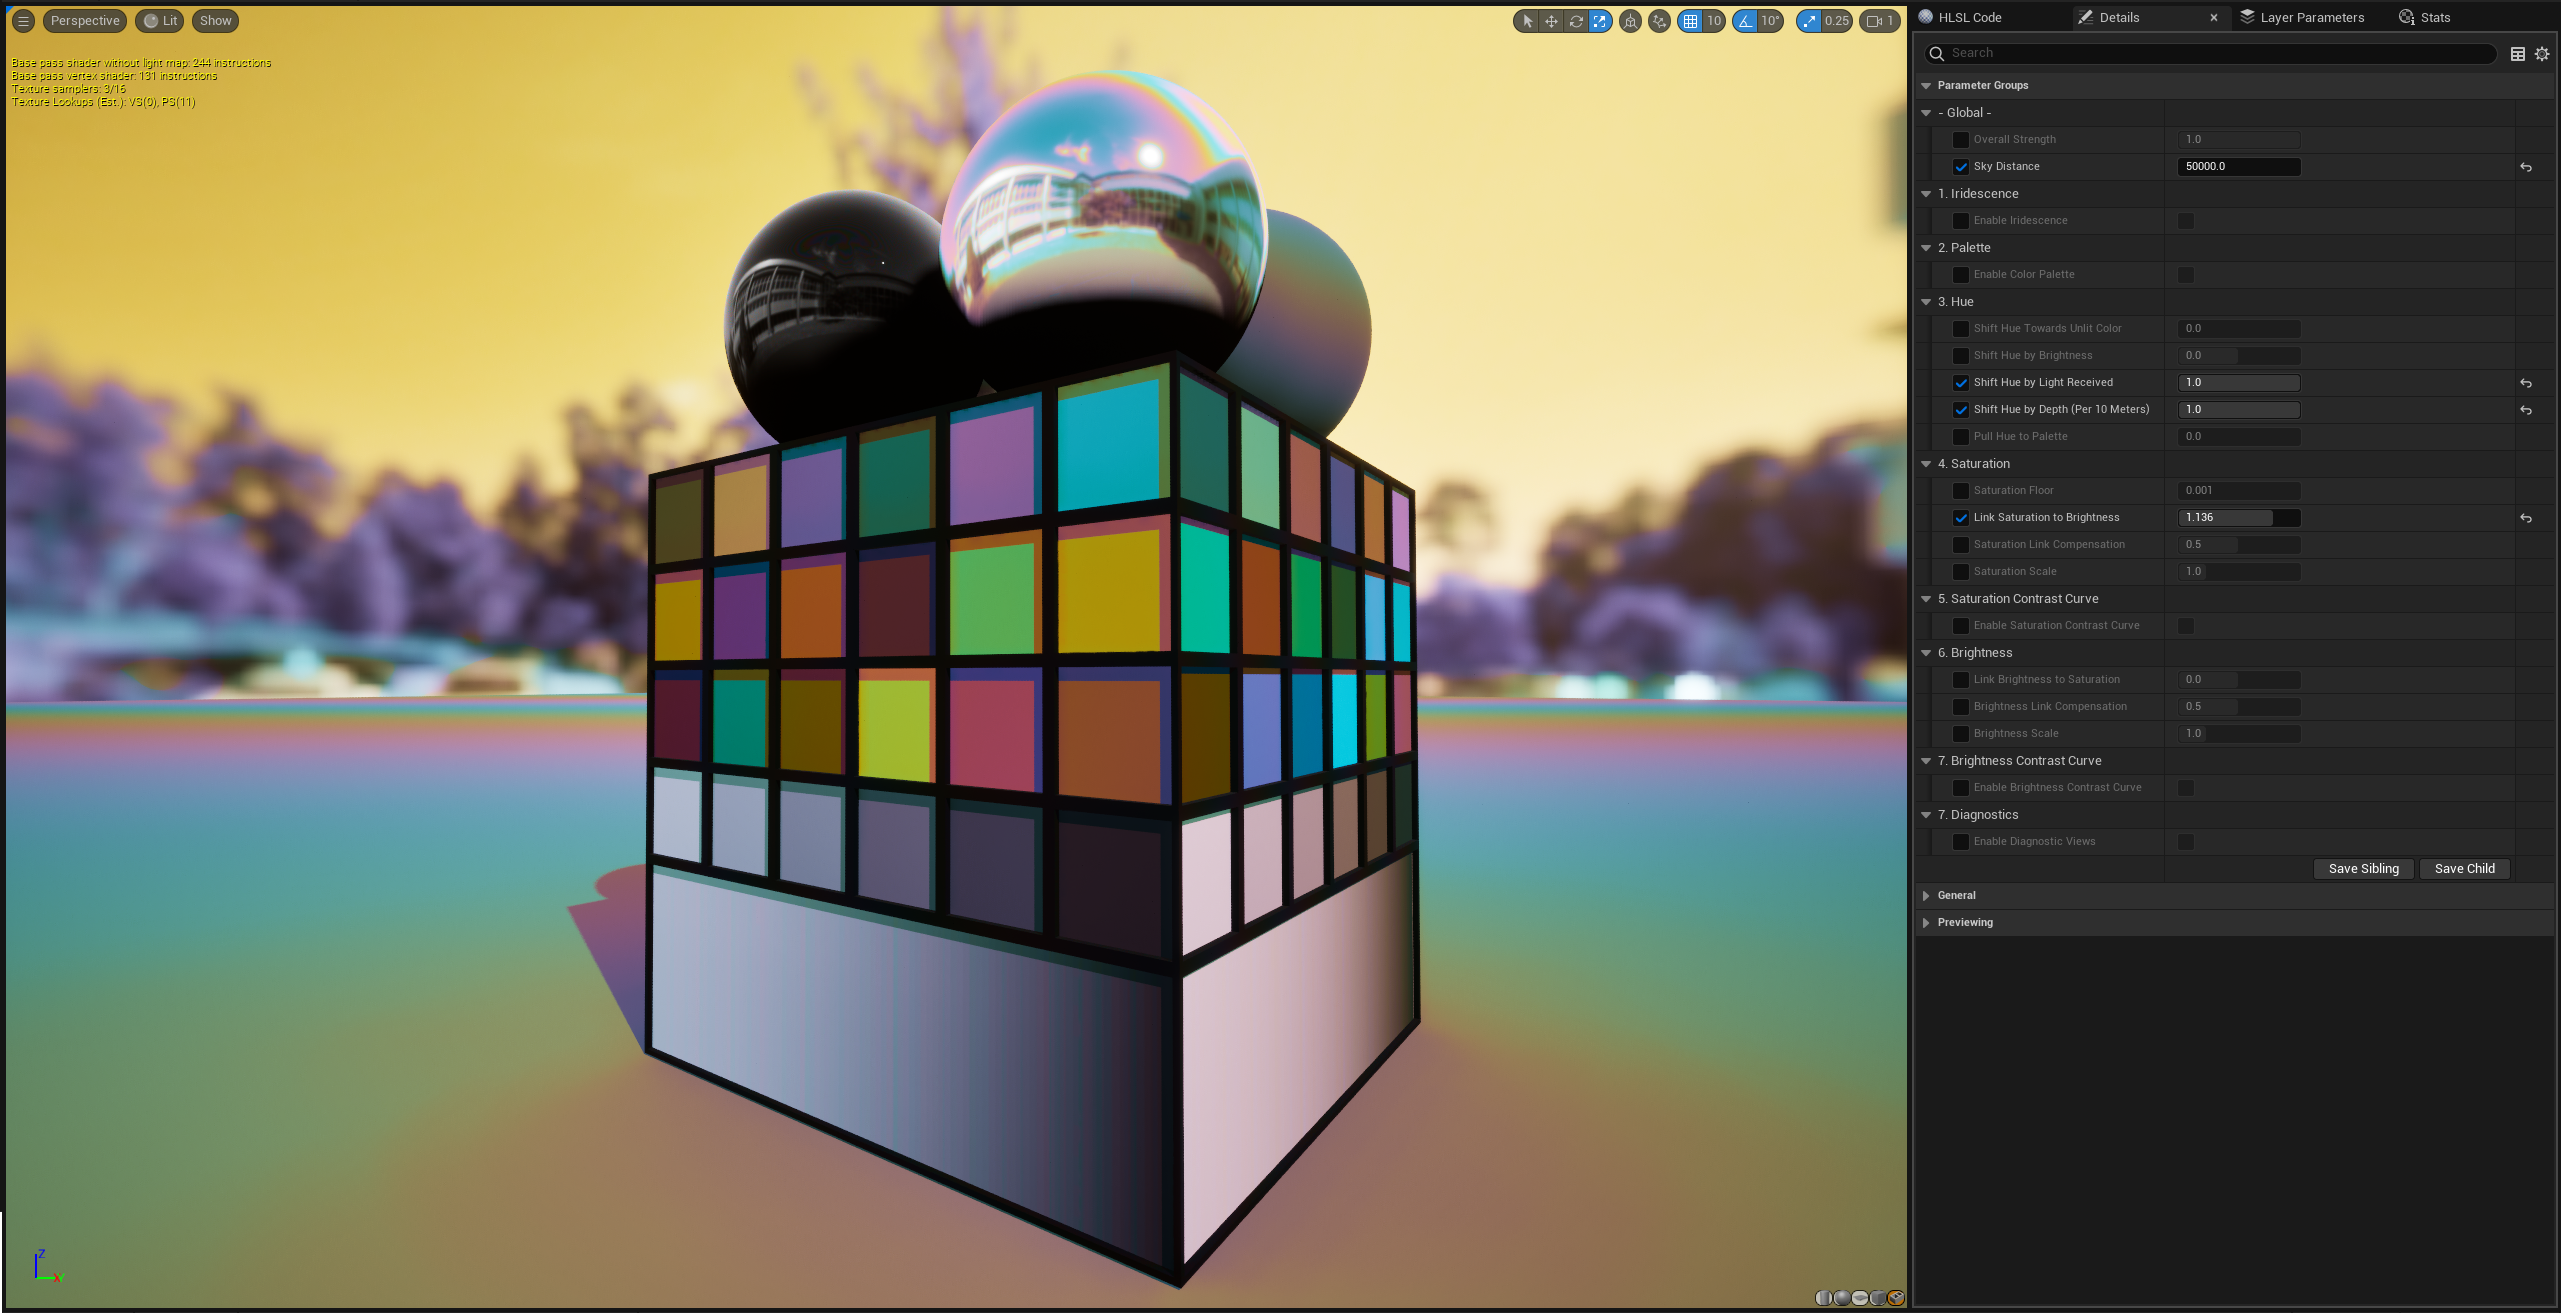 Perspective
Lit
Show
10
10°
0.25
1
Base pass shader without light map: 244 instructions
Base pass vertex shader: 131 instructions
Texture samplers: 3/16
Texture Lookups (Est.): VS(0), PS(11)
Z
Y
HLSL Code
Details
Layer Parameters
Stats
Search
Parameter Groups
- Global -
Overall Strength 1.0
Sky Distance 50000.0
1. Iridescence
Enable Iridescence
2. Palette
Enable Color Palette
3. Hue
Shift Hue Towards Unlit Color 0.0
Shift Hue by Brightness 0.0
Shift Hue by Light Received 1.0
Shift Hue by Depth (Per 10 Meters) 1.0
Pull Hue to Palette 0.0
4. Saturation
Saturation Floor 0.001
Link Saturation to Brightness 1.136
Saturation Link Compensation 0.5
Saturation Scale 1.0
5. Saturation Contrast Curve
Enable Saturation Contrast Curve
6. Brightness
Link Brightness to Saturation 0.0
Brightness Link Compensation 0.5
Brightness Scale 1.0
7. Brightness Contrast Curve
Enable Brightness Contrast Curve
7. Diagnostics
Enable Diagnostic Views
Save Sibling
Save Child
General
Previewing